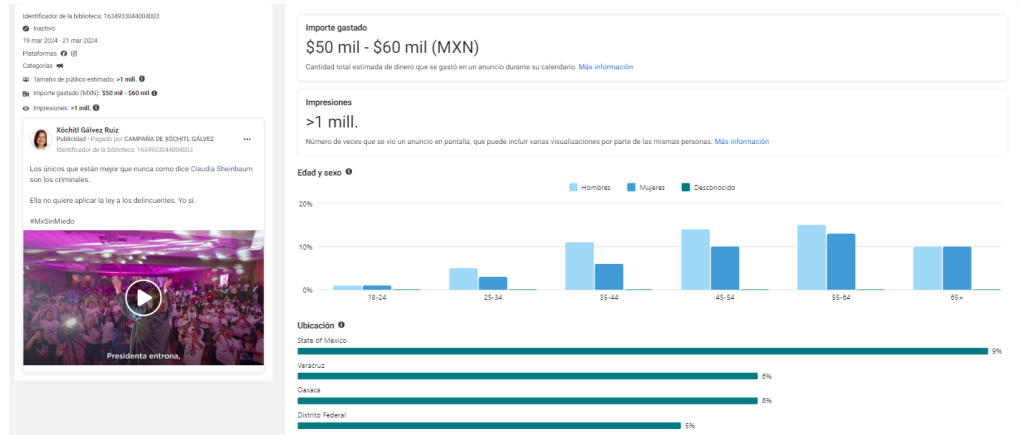 Identificador de la biblioteca: 1634933044004003
Inactivo
19 mar 2024 - 21 mar 2024
Plataformas
Categorías
Tamaño de público estimado: >1 mill.
Importe gastado (MXN): $50 mil - $60 mil
Impresiones: >1 mill.
Xóchitl Gálvez Ruiz
Publicidad · Pagado por CAMPAÑA DE XÓCHITL GÁLVEZ
Identificador de la biblioteca: 1634933044004003
Los únicos que están mejor que nunca como dice Claudia Sheinbaum
son los criminales.
Ella no quiere aplicar la ley a los delincuentes. Yo sí.
#MxSinMiedo
Presidenta entrona,
Importe gastado
$50 mil - $60 mil (MXN)
Cantidad total estimada de dinero que se gastó en un anuncio durante su calendario. Más información
Impresiones
>1 mill.
Número de veces que se vio un anuncio en pantalla, que puede incluir varias visualizaciones por parte de las mismas personas. Más información
Edad y sexo
Hombres Mujeres Desconocido
20%
10%
0%
18-24 25-34 35-44 45-54 55-64 65+
Ubicación
State of Mexico
9%
Veracruz
6%
Oaxaca
6%
Distrito Federal
5%